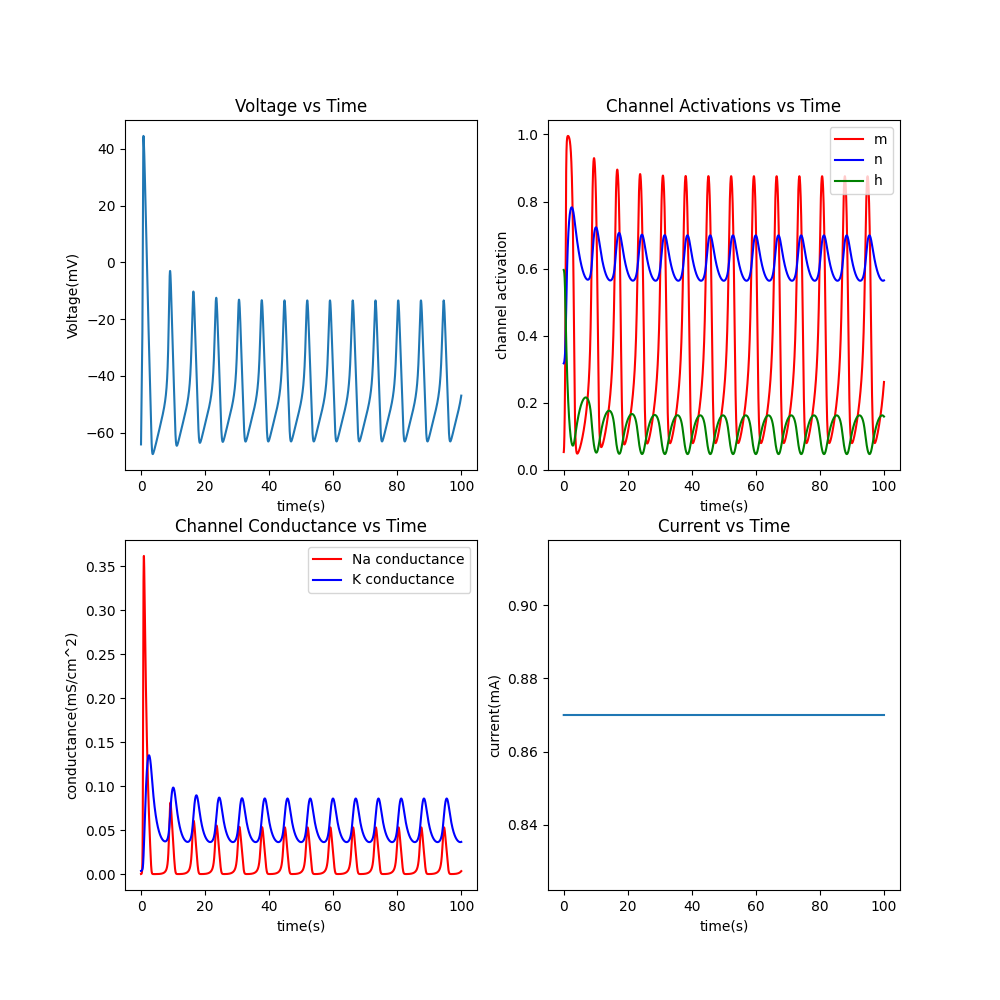 Voltage vs Time
Channel Activations vs Time
40
20
0
−20
−40
−60
Voltage(mV)
0 20 40 60 80 100
time(s)
1.0
0.8
0.6
0.4
0.2
0.0
channel activation
m
n
h
0 20 40 60 80 100
time(s)
Channel Conductance vs Time
Current vs Time
0.35
0.30
0.25
0.20
0.15
0.10
0.05
0.00
conductance(mS/cm^2)
Na conductance
K conductance
0 20 40 60 80 100
time(s)
0.90
0.88
0.86
0.84
current(mA)
0 20 40 60 80 100
time(s)